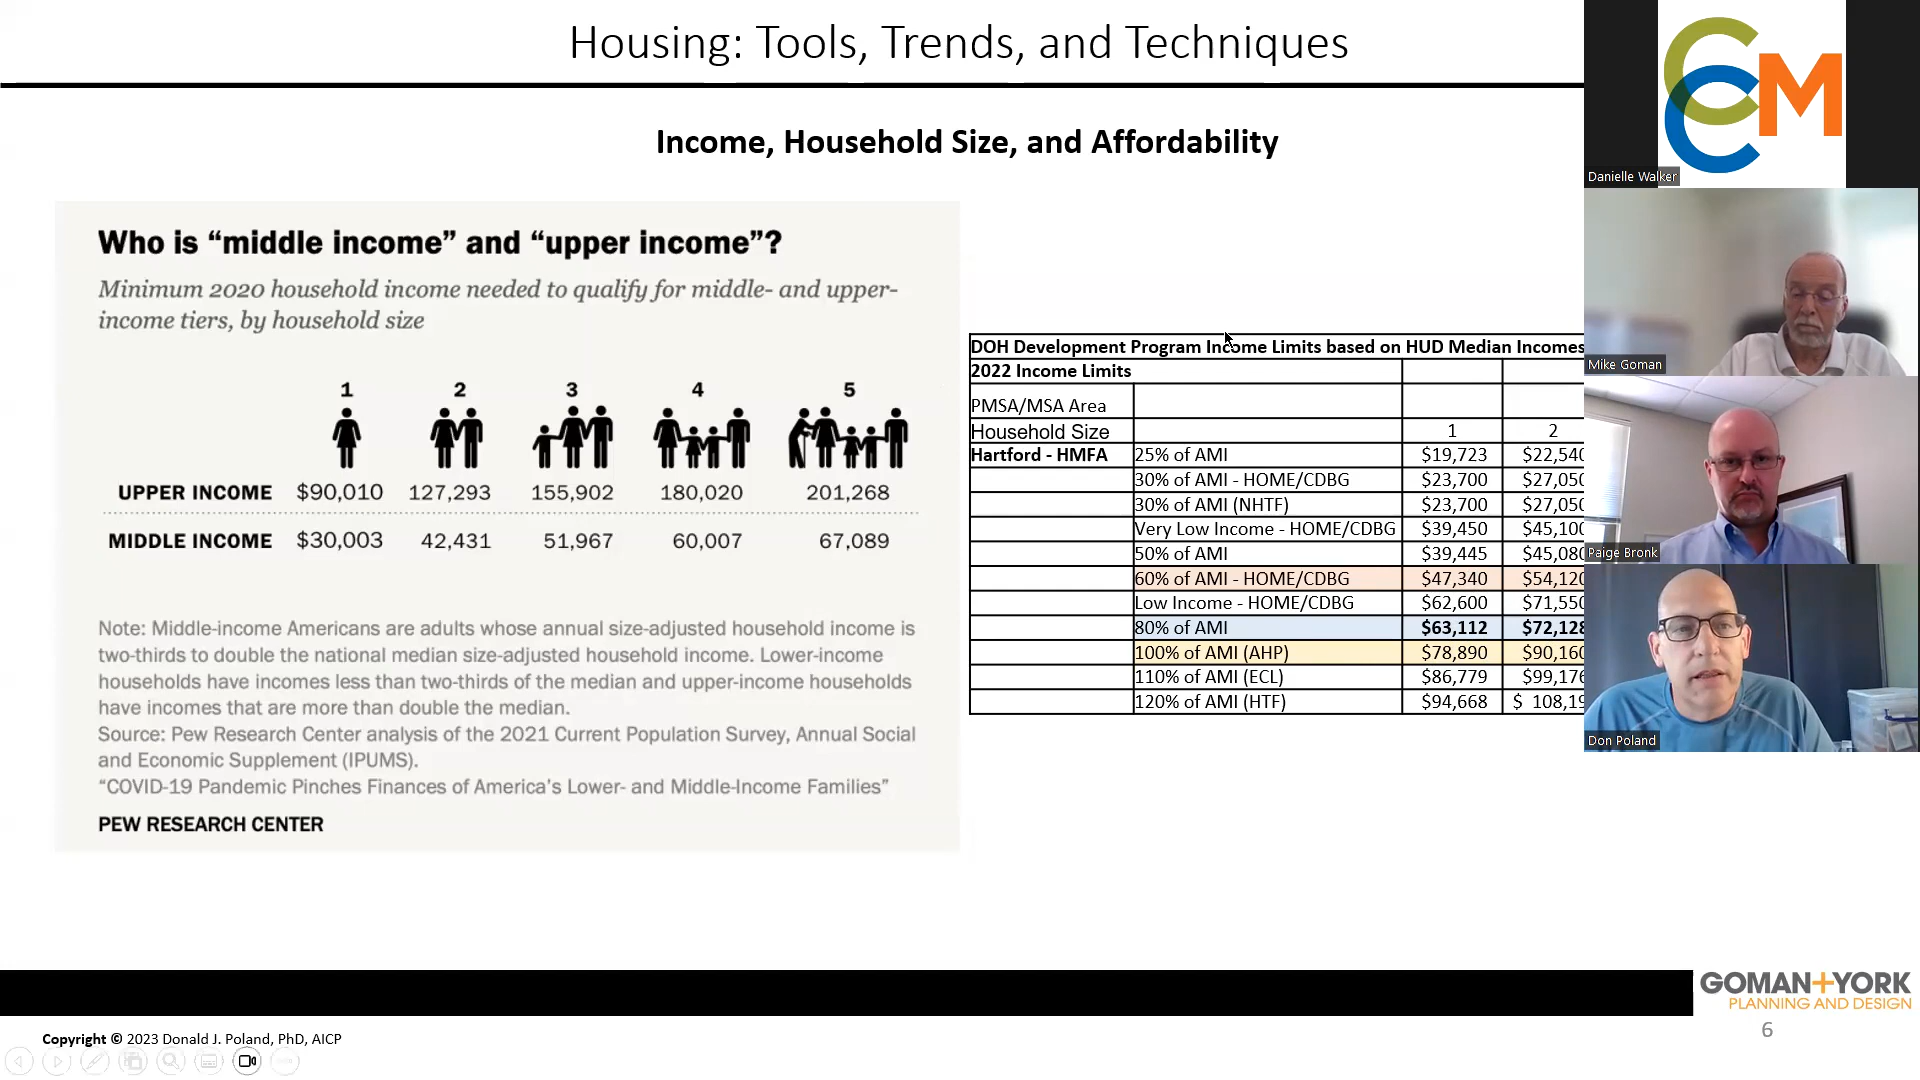 Housing: Tools, Trends, and Techniques
Income, Household Size, and Affordability
Who is “middle income” and “upper income”?
Minimum 2020 household income needed to qualify for middle- and upper-
income tiers, by household size
1 2 3 4 5
UPPER INCOME $90,010 127,293 155,902 180,020 201,268
MIDDLE INCOME $30,003 42,431 51,967 60,007 67,089
Note: Middle-income Americans are adults whose annual size-adjusted household income is
two-thirds to double the national median size-adjusted household income. Lower-income
households have incomes less than two-thirds of the median and upper-income households
have incomes that are more than double the median.
Source: Pew Research Center analysis of the 2021 Current Population Survey, Annual Social
and Economic Supplement (IPUMS).
“COVID-19 Pandemic Pinches Finances of America’s Lower- and Middle-Income Families”
PEW RESEARCH CENTER
DOH Development Program Income Limits based on HUD Median Incomes
2022 Income Limits
PMSA/MSA Area
Household Size 1 2
Hartford - HMFA 25% of AMI $19,723 $22,540
30% of AMI - HOME/CDBG $23,700 $27,050
30% of AMI (NHTF) $23,700 $27,050
Very Low Income - HOME/CDBG $39,450 $45,100
50% of AMI $39,445 $45,080
60% of AMI - HOME/CDBG $47,340 $54,120
Low Income - HOME/CDBG $62,600 $71,550
80% of AMI $63,112 $72,128
100% of AMI (AHP) $78,890 $90,160
110% of AMI (ECL) $86,779 $99,176
120% of AMI (HTF) $94,668 $ 108,19
CCM
Danielle Walker
Mike Goman
Paige Bronk
Don Poland
GOMAN+YORK
PLANNING AND DESIGN
6
Copyright © 2023 Donald J. Poland, PhD, AICP